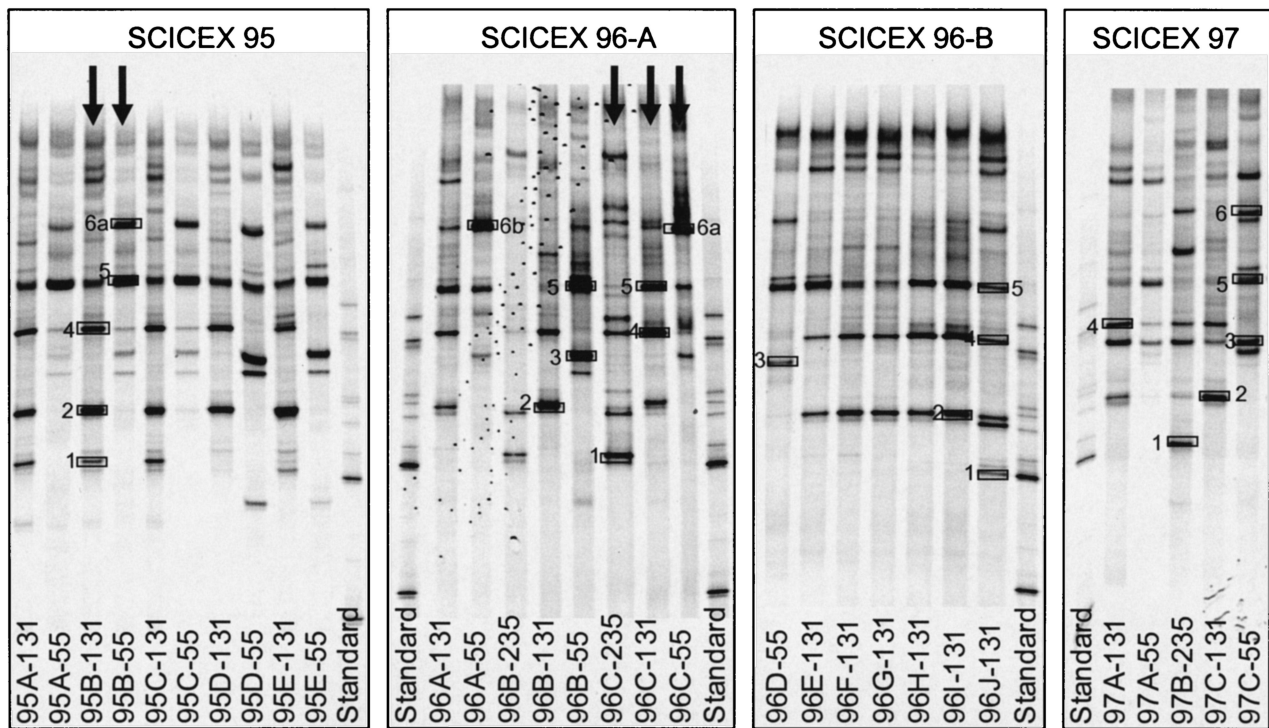 SCICEX 95
SCICEX 96-A
SCICEX 96-B
SCICEX 97
6a
5
4
2
1
95A-131
95A-55
95B-131
95B-55
95C-131
95C-55
95D-131
95D-55
95E-131
95E-55
Standard
6b
6a
5
5
4
3
2
1
Standard
96A-131
96A-55
96B-235
96B-131
96B-55
96C-235
96C-131
96C-55
Standard
5
4
3
2
1
96D-55
96E-131
96F-131
96G-131
96H-131
96I-131
96J-131
Standard
6
5
4
3
2
1
Standard
97A-131
97A-55
97B-235
97C-131
97C-55